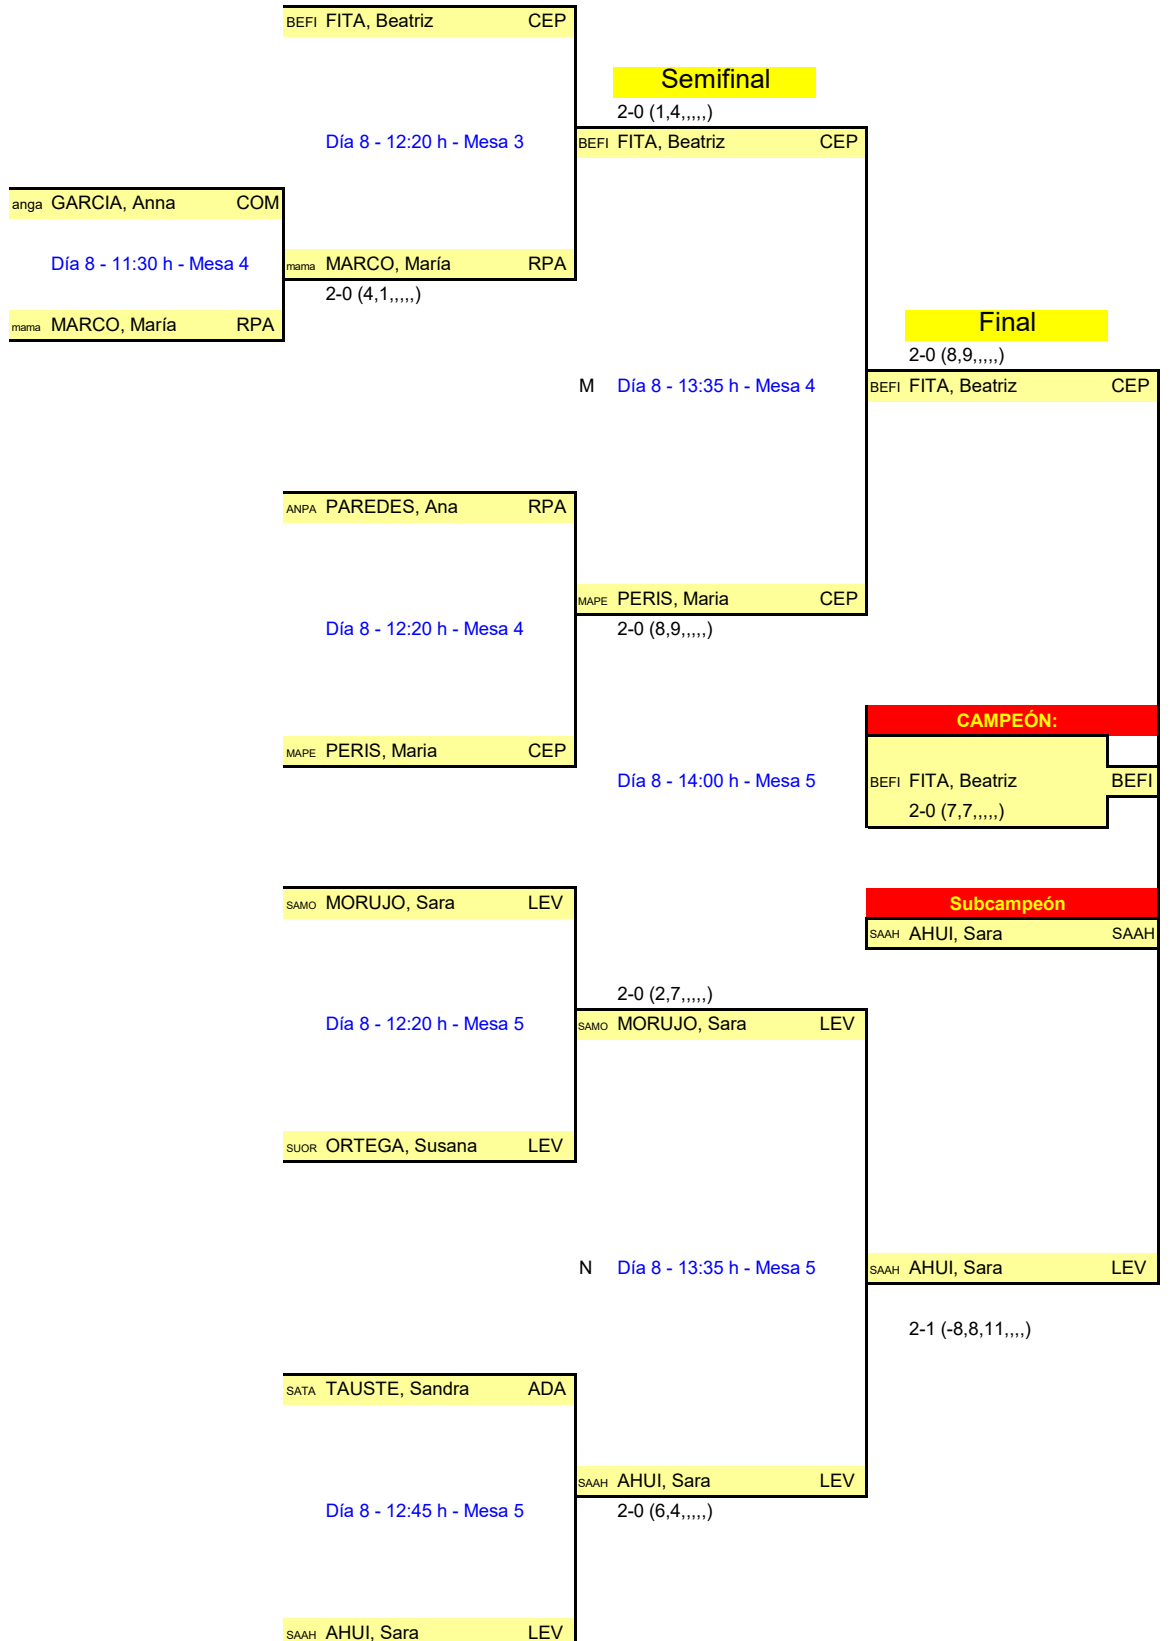 BEFI FITA, Beatriz CEP
Semifinal
2-0 (1,4,,,,,)
Día 8 - 12:20 h - Mesa 3
BEFI FITA, Beatriz CEP
anga GARCIA, Anna COM
Día 8 - 11:30 h - Mesa 4
mama MARCO, María RPA
2-0 (4,1,,,,,)
mama MARCO, María RPA
Final
2-0 (8,9,,,,,)
M Día 8 - 13:35 h - Mesa 4
BEFI FITA, Beatriz CEP
ANPA PAREDES, Ana RPA
MAPE PERIS, Maria CEP
Día 8 - 12:20 h - Mesa 4
2-0 (8,9,,,,,)
CAMPEÓN:
MAPE PERIS, Maria CEP
Día 8 - 14:00 h - Mesa 5
BEFI FITA, Beatriz BEFI
2-0 (7,7,,,,,)
SAMO MORUJO, Sara LEV
Subcampeón
SAAH AHUI, Sara SAAH
2-0 (2,7,,,,,)
Día 8 - 12:20 h - Mesa 5
SAMO MORUJO, Sara LEV
SUOR ORTEGA, Susana LEV
N Día 8 - 13:35 h - Mesa 5
SAAH AHUI, Sara LEV
2-1 (-8,8,11,,,,)
SATA TAUSTE, Sandra ADA
SAAH AHUI, Sara LEV
Día 8 - 12:45 h - Mesa 5
2-0 (6,4,,,,,)
SAAH AHUI, Sara LEV